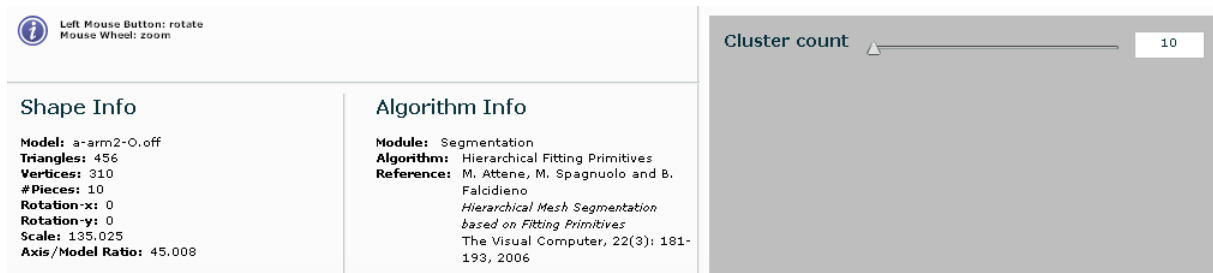 Left Mouse Button: rotate
Mouse Wheel: zoom
Shape Info
Model: a-arm2-O.off
Triangles: 456
Vertices: 310
#Pieces: 10
Rotation-x: 0
Rotation-y: 0
Scale: 135.025
Axis/Model Ratio: 45.008
Algorithm Info
Module: Segmentation
Algorithm: Hierarchical Fitting Primitives
Reference: M. Attene, M. Spagnuolo and B.
Falcidieno
Hierarchical Mesh Segmentation
based on Fitting Primitives
The Visual Computer, 22(3): 181-
193, 2006
Cluster count 10